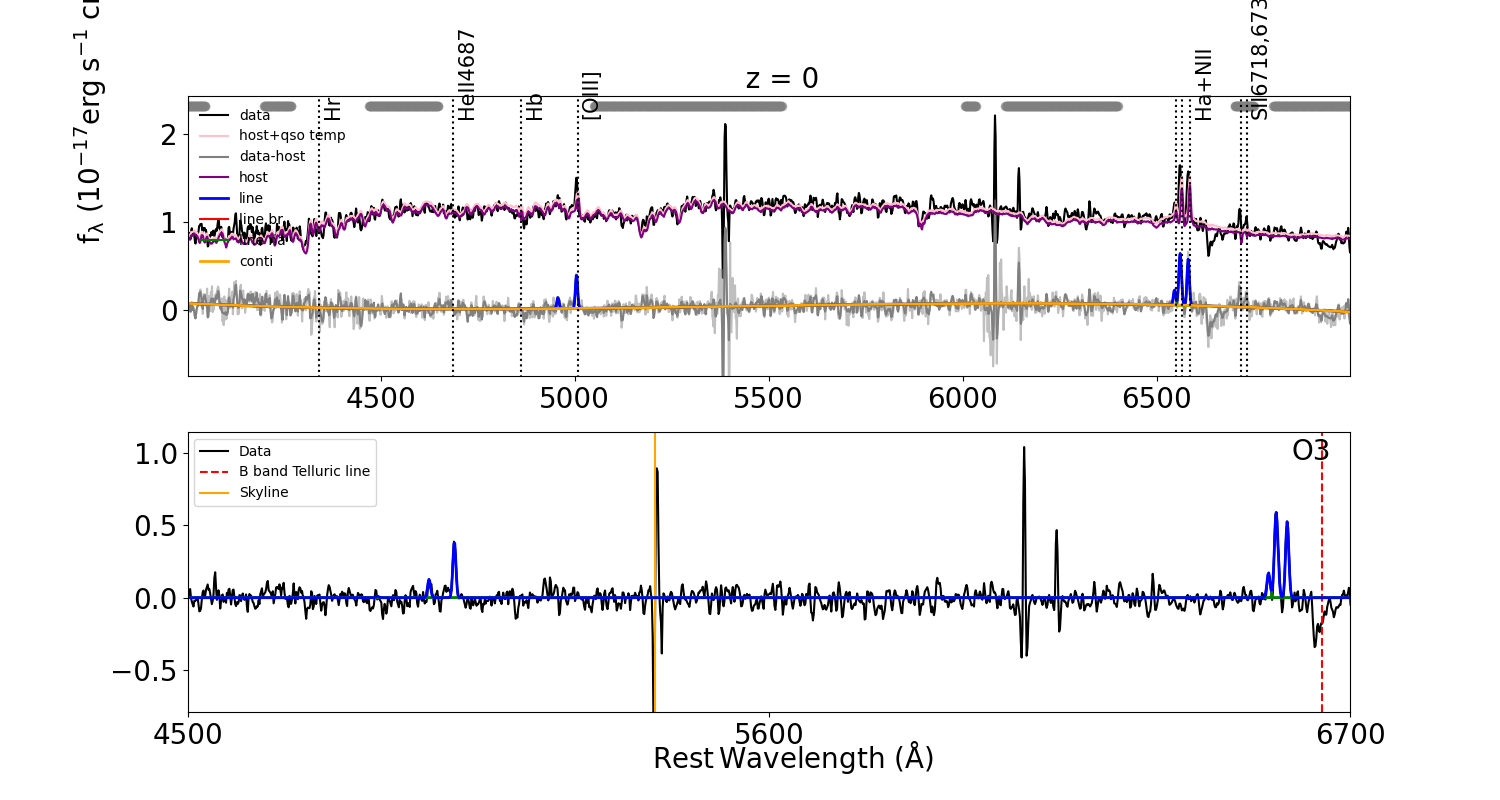 z = 0
f_λ (10^{-17} erg s^{-1}
Hr
HeII4687
Hb
[OIII]
Ha+NII
SII6718,673
data
host+qso temp
data-host
host
line
line br
conti
2
1
0
4500 5000 5500 6000 6500
Data
B band Telluric line
Skyline
O3
1.0
0.5
0.0
−0.5
4500 5600 6700
Rest Wavelength (Å)